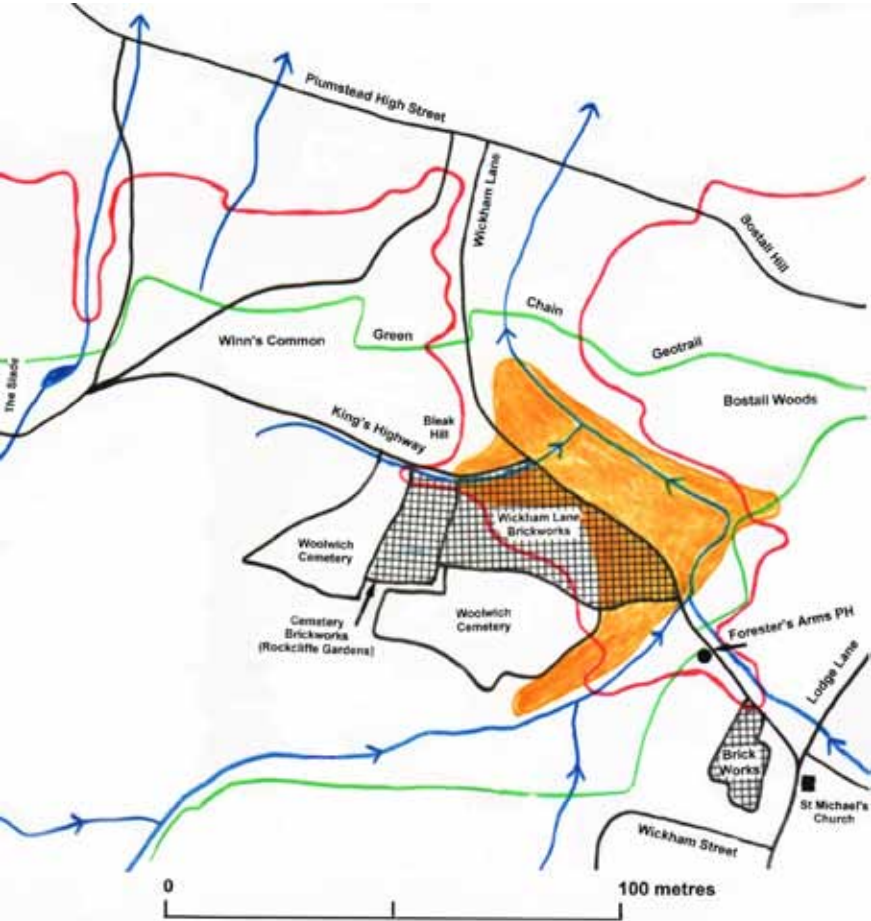 Plumstead High Street
Wickham Lane
Bostall Hill
Chain
Winn's Common
Green
Geotrail
The Slade
Bostall Woods
King's Highway
Bleak
Hill
Wickham Lane
Brickworks
Woolwich
Cemetery
Cemetery
Brickworks
(Rockcliffe Gardens)
Woolwich
Cemetery
Forester's Arms PH
Lodge Lane
Brick
Works
St Michael's
Church
Wickham Street
0
100 metres